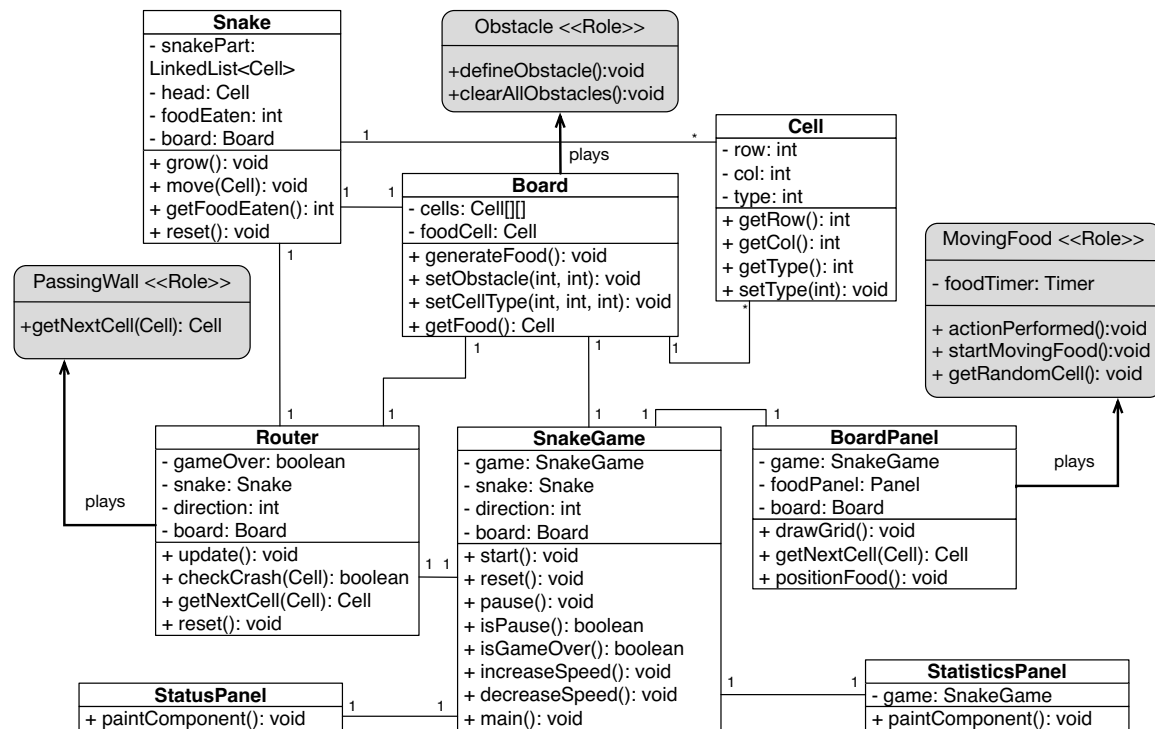 Snake
- snakePart:
LinkedList<Cell>
- head: Cell
- foodEaten: int
- board: Board
+ grow(): void
+ move(Cell): void
+ getFoodEaten(): int
+ reset(): void
Obstacle <<Role>>
+defineObstacle():void
+clearAllObstacles():void
plays
1
*
Cell
- row: int
- col: int
- type: int
+ getRow(): int
+ getCol(): int
+ getType(): int
+ setType(int): void
1
1
Board
- cells: Cell[][]
- foodCell: Cell
+ generateFood(): void
+ setObstacle(int, int): void
+ setCellType(int, int, int): void
+ getFood(): Cell
MovingFood <<Role>>
- foodTimer: Timer
+ actionPerformed():void
+ startMovingFood():void
+ getRandomCell(): void
PassingWall <<Role>>
+getNextCell(Cell): Cell
1
*
1
1
1
1
1
1
1
1
plays
plays
Router
- gameOver: boolean
- snake: Snake
- direction: int
- board: Board
+ update(): void
+ checkCrash(Cell): boolean
+ getNextCell(Cell): Cell
+ reset(): void
1
1
SnakeGame
- game: SnakeGame
- snake: Snake
- direction: int
- board: Board
+ start(): void
+ reset(): void
+ pause(): void
+ isPause(): boolean
+ isGameOver(): boolean
+ increaseSpeed(): void
+ decreaseSpeed(): void
+ main(): void
BoardPanel
- game: SnakeGame
- foodPanel: Panel
- board: Board
+ drawGrid(): void
+ getNextCell(Cell): Cell
+ positionFood(): void
StatusPanel
+ paintComponent(): void
1
1
1
1
StatisticsPanel
- game: SnakeGame
+ paintComponent(): void